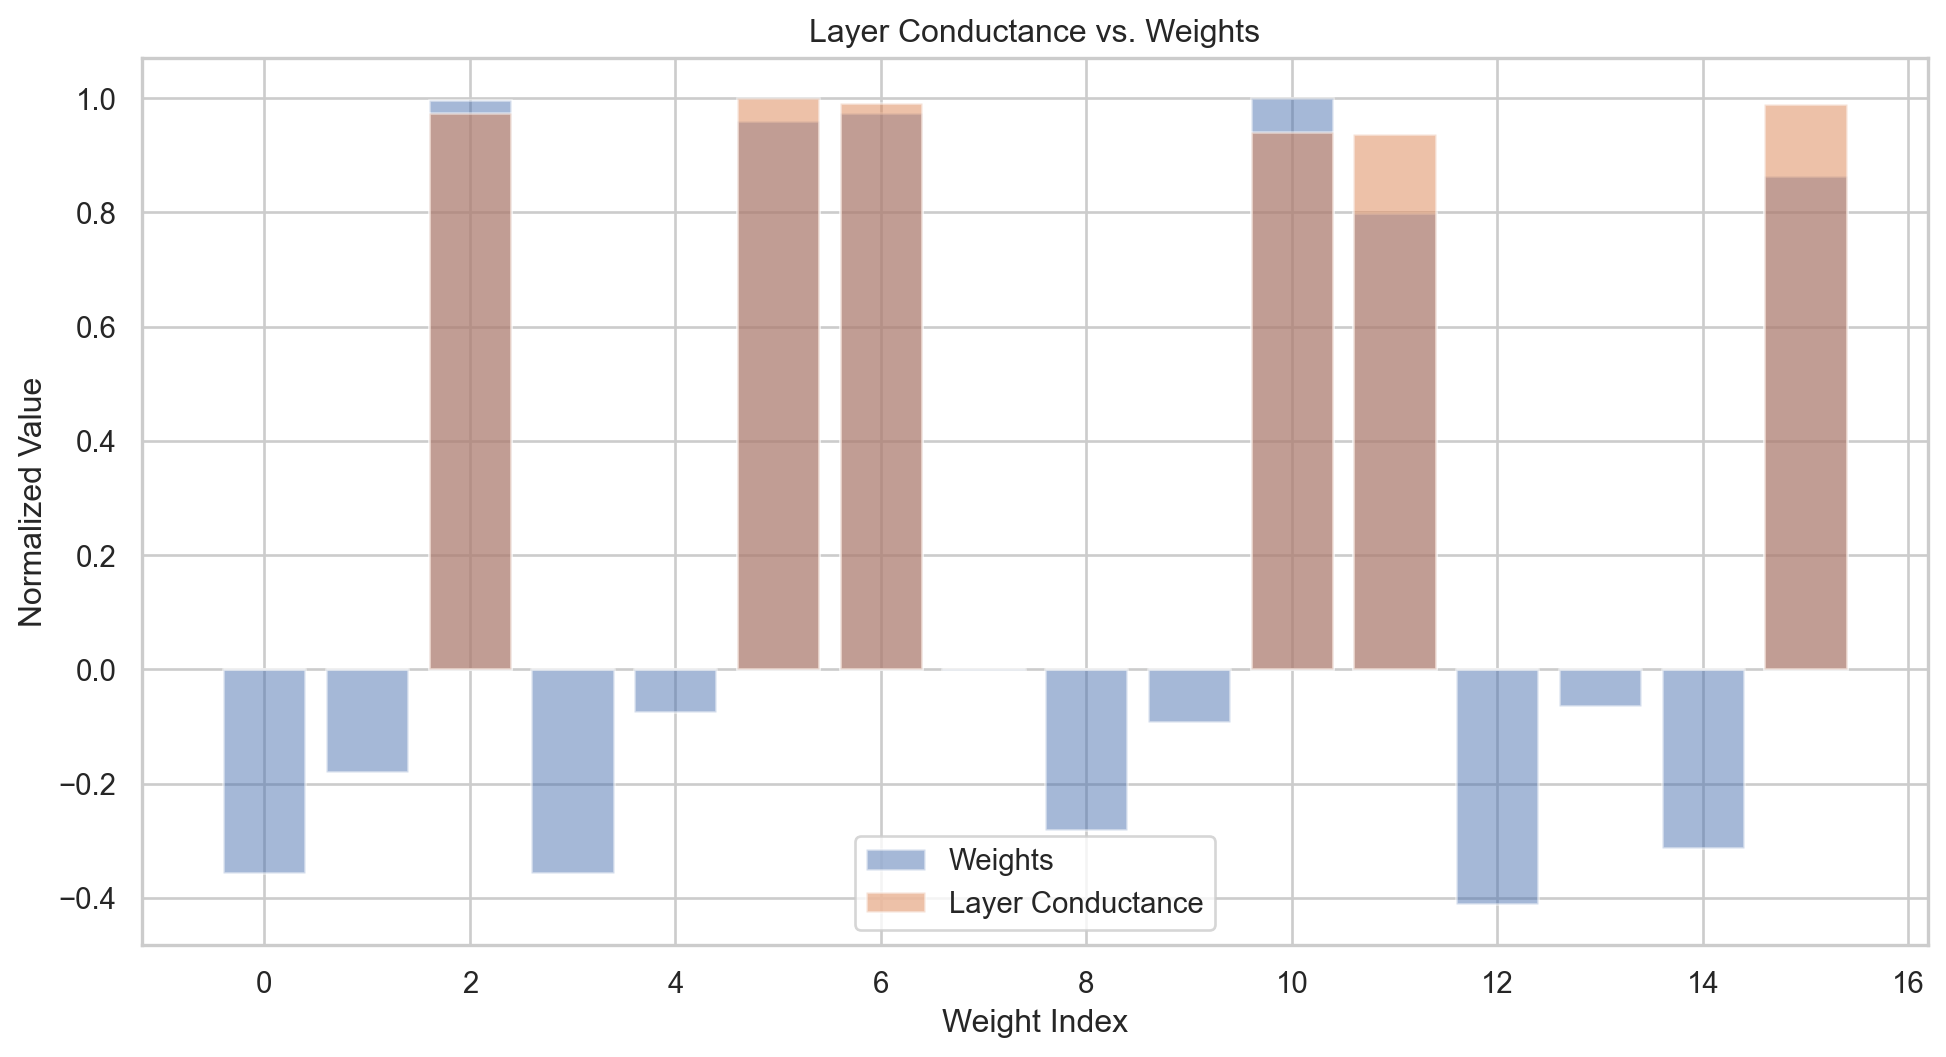 Layer Conductance vs. Weights
Normalized Value
1.0
0.8
0.6
0.4
0.2
0.0
−0.2
−0.4
Weights
Layer Conductance
0 2 4 6 8 10 12 14 16
Weight Index